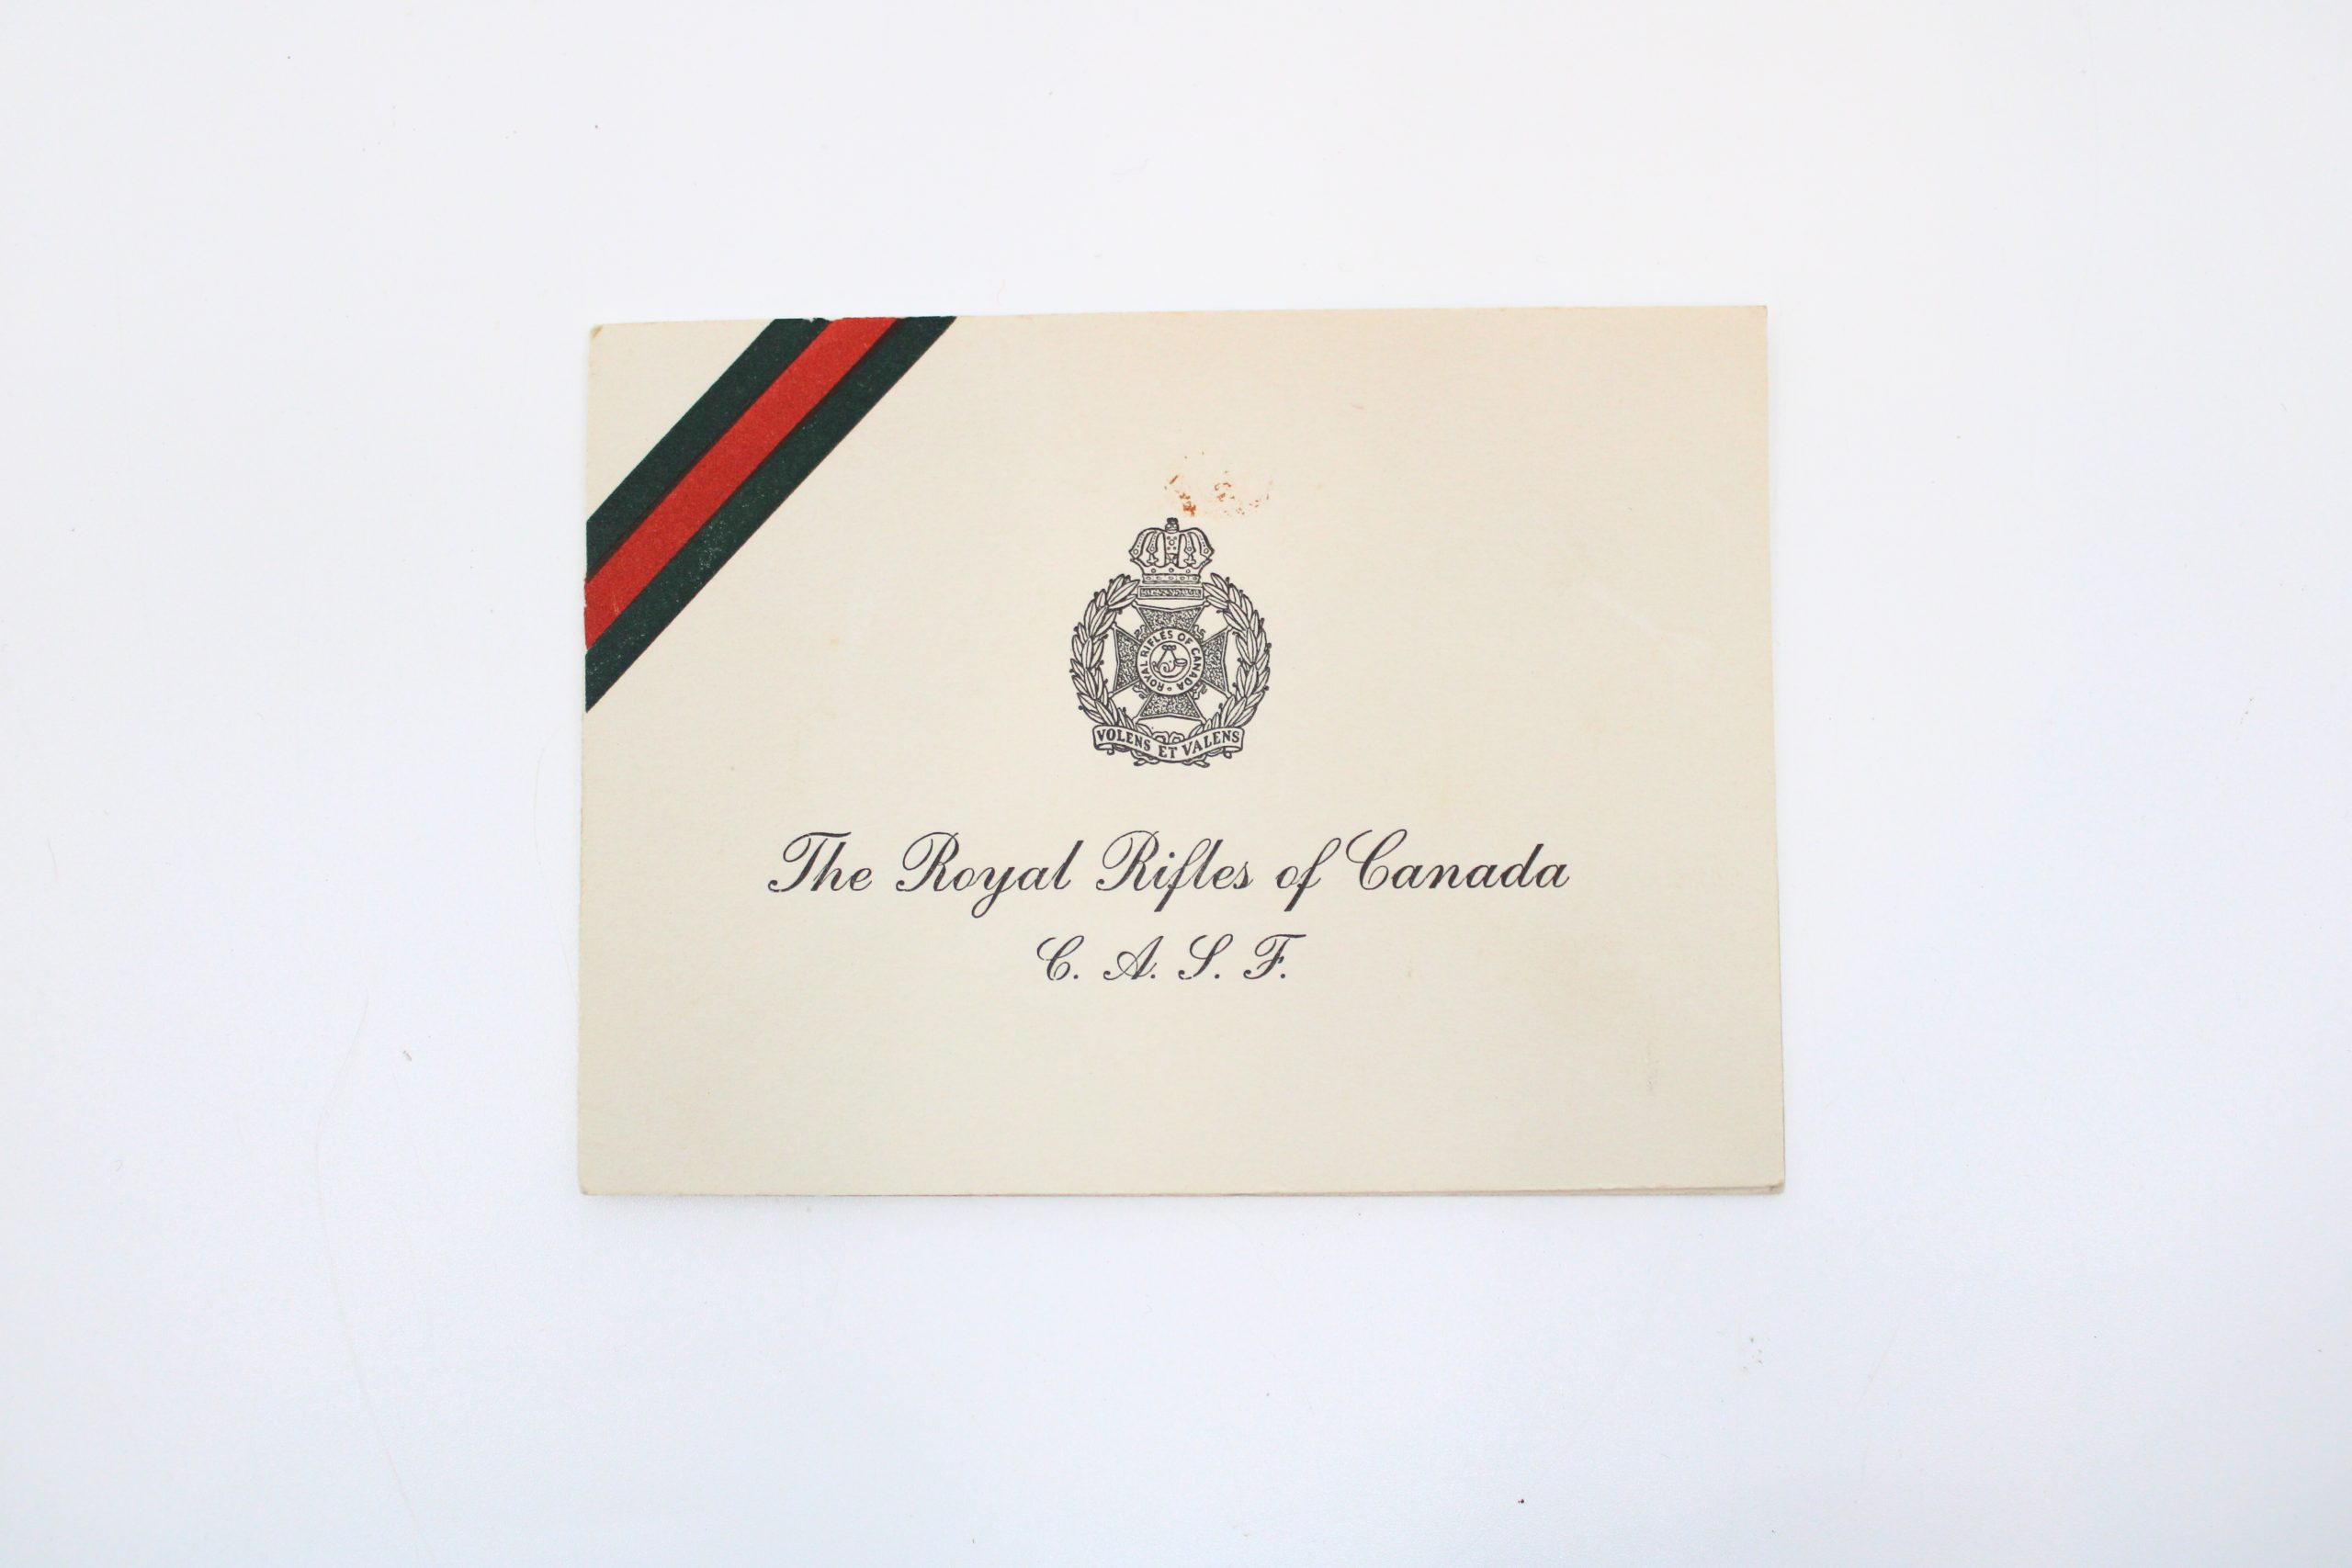 ROYAL RIFLES OF CANADA
VOLENS ET VALENS
The Royal Rifles of Canada
C. A. S. F.